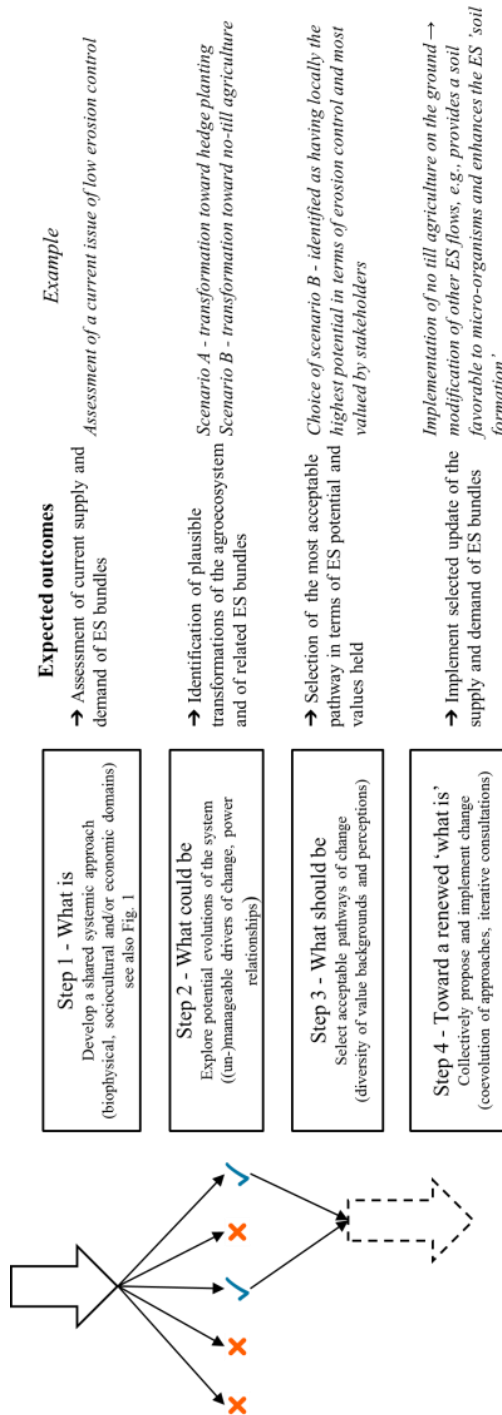 Expected outcomes
Example
Step 1 - What is
Develop a shared systemic approach
(biophysical, sociocultural and/or economic domains)
see also Fig. 1
➔ Assessment of current supply and
demand of ES bundles
Assessment of a current issue of low erosion control
Step 2 - What could be
Explore potential evolutions of the system
((un-)manageable drivers of change, power
relationships)
➔ Identification of plausible
transformations of the agroecosystem
and of related ES bundles
Scenario A - transformation toward hedge planting
Scenario B - transformation toward no-till agriculture
Step 3 - What should be
Select acceptable pathways of change
(diversity of value backgrounds and perceptions)
➔ Selection of the most acceptable
pathway in terms of ES potential and
values held
Choice of scenario B - identified as having locally the
highest potential in terms of erosion control and most
valued by stakeholders
Step 4 - Toward a renewed ‘what is’
Collectively propose and implement change
(coevolution of approaches, iterative consultations)
➔ Implement selected update of the
supply and demand of ES bundles
Implementation of no till agriculture on the ground →
modification of other ES flows, e.g., provides a soil
favorable to micro-organisms and enhances the ES ’soil
formation’